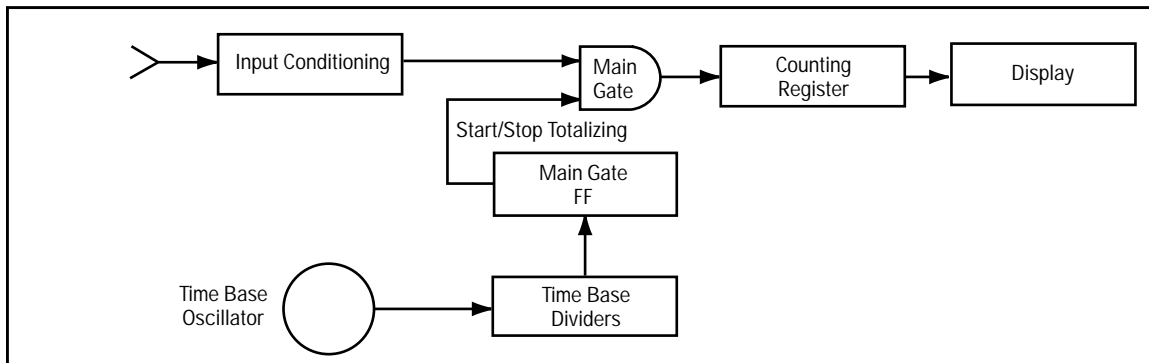 Input Conditioning
Main
Gate
Counting
Register
Display
Start/Stop Totalizing
Main Gate
FF
Time Base
Oscillator
Time Base
Dividers